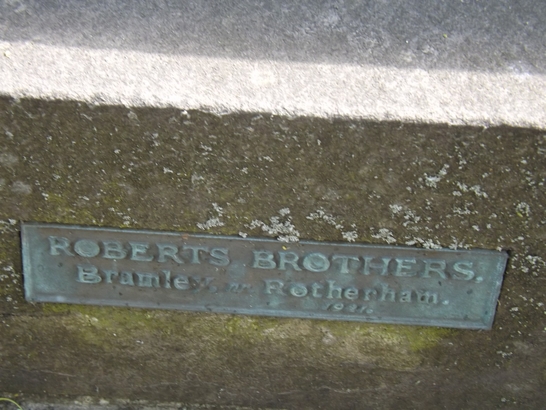 ROBERTS BROTHERS.
Bramley, nr Rotherham.